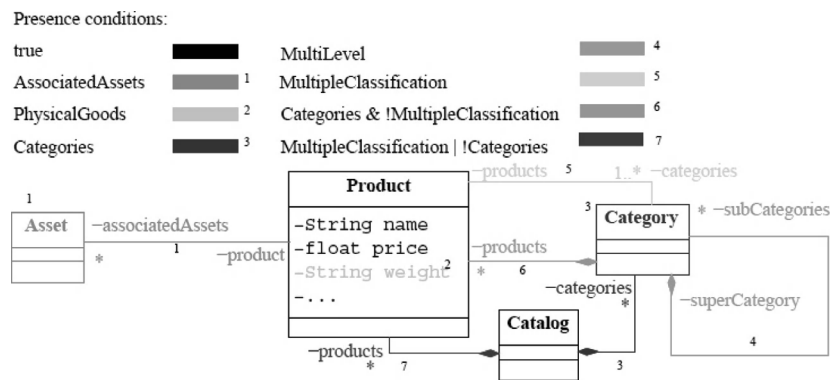 Presence conditions:
true
AssociatedAssets 1
PhysicalGoods 2
Categories 3
MultiLevel 4
MultipleClassification 5
Categories & !MultipleClassification 6
MultipleClassification | !Categories 7
1
Asset
−associatedAssets
*
1
−product
Product
-String name
-float price
-String weight
2
-...
−products
5
1..* −categories
3
Category
* −subCategories
−products
*
6
−categories
*
−superCategory
4
Catalog
−products
*
7
3